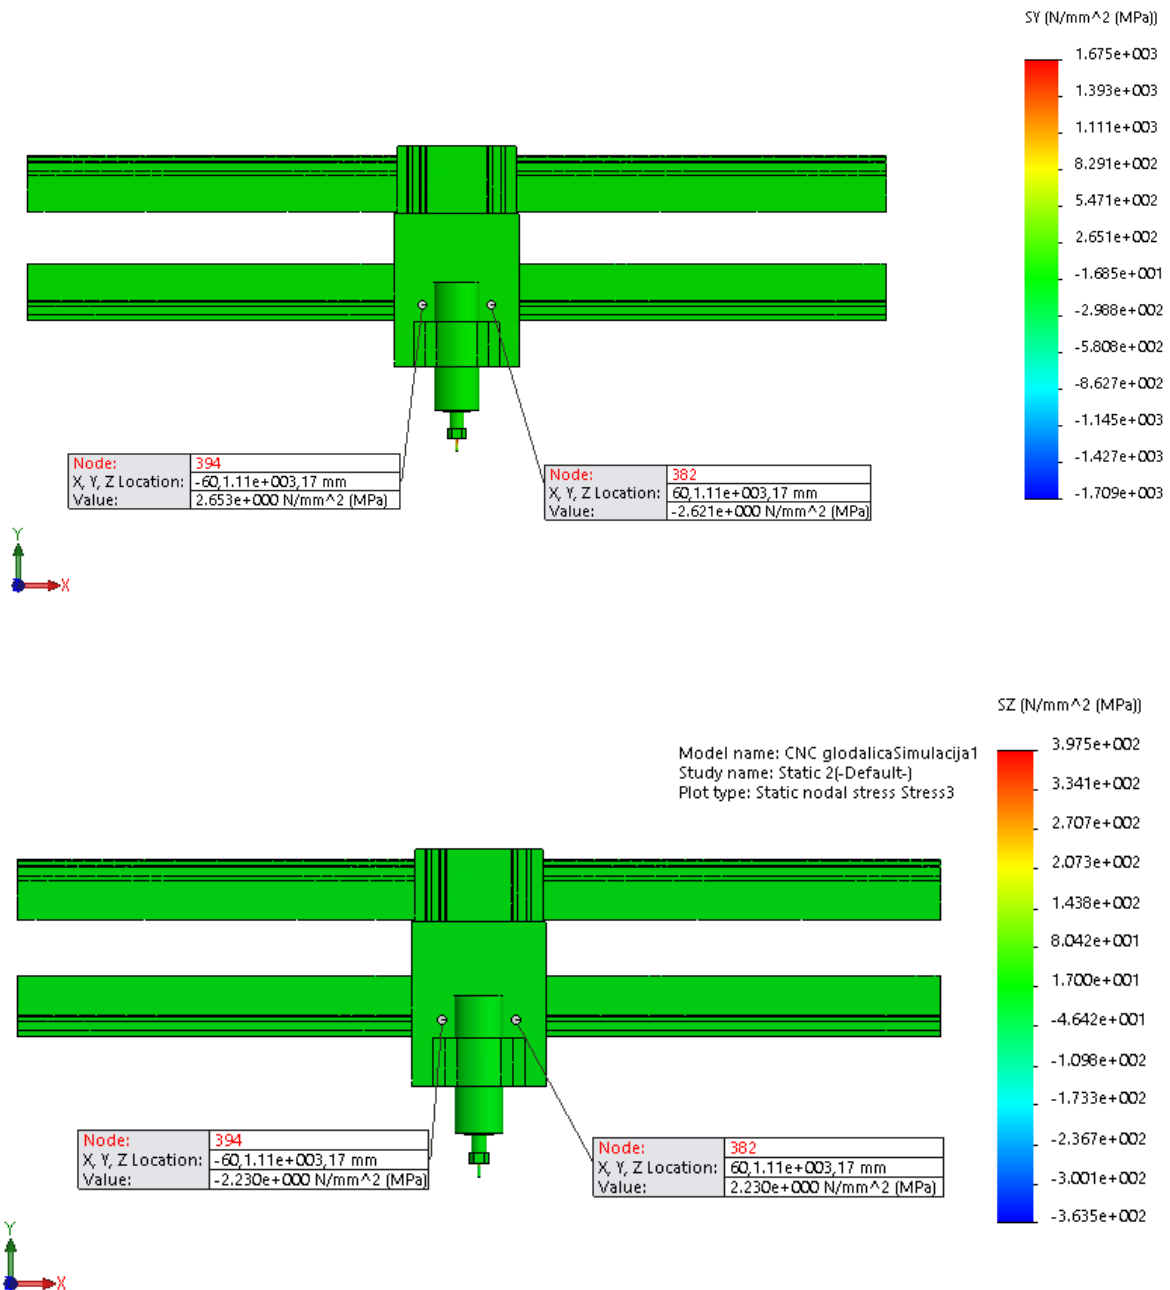 SY (N/mm^2 (MPa))
1.675e+003
1.393e+003
1.111e+003
8.291e+002
5.471e+002
2.651e+002
-1.685e+001
-2.988e+002
-5.808e+002
-8.627e+002
-1.145e+003
-1.427e+003
-1.709e+003
Node: 394
X, Y, Z Location: -60,1.11e+003,17 mm
Value: 2.653e+000 N/mm^2 (MPa)
Node: 382
X, Y, Z Location: 60,1.11e+003,17 mm
Value: -2.621e+000 N/mm^2 (MPa)
Y
X
SZ (N/mm^2 (MPa))
Model name: CNC glodalicaSimulacija1
Study name: Static 2(-Default-)
Plot type: Static nodal stress Stress3
3.975e+002
3.341e+002
2.707e+002
2.073e+002
1.438e+002
8.042e+001
1.700e+001
-4.642e+001
-1.098e+002
-1.733e+002
-2.367e+002
-3.001e+002
-3.635e+002
Node: 394
X, Y, Z Location: -60,1.11e+003,17 mm
Value: -2.230e+000 N/mm^2 (MPa)
Node: 382
X, Y, Z Location: 60,1.11e+003,17 mm
Value: 2.230e+000 N/mm^2 (MPa)
Y
X